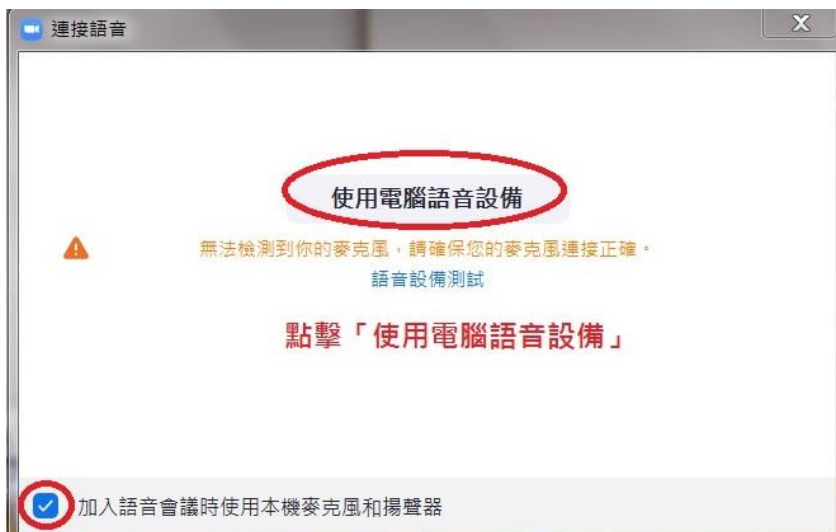 連接語音
使用電腦語音設備
無法檢測到你的麥克風，請確保您的麥克風連接正確。
語音設備測試
點擊「使用電腦語音設備」
加入語音會議時使用本機麥克風和揚聲器